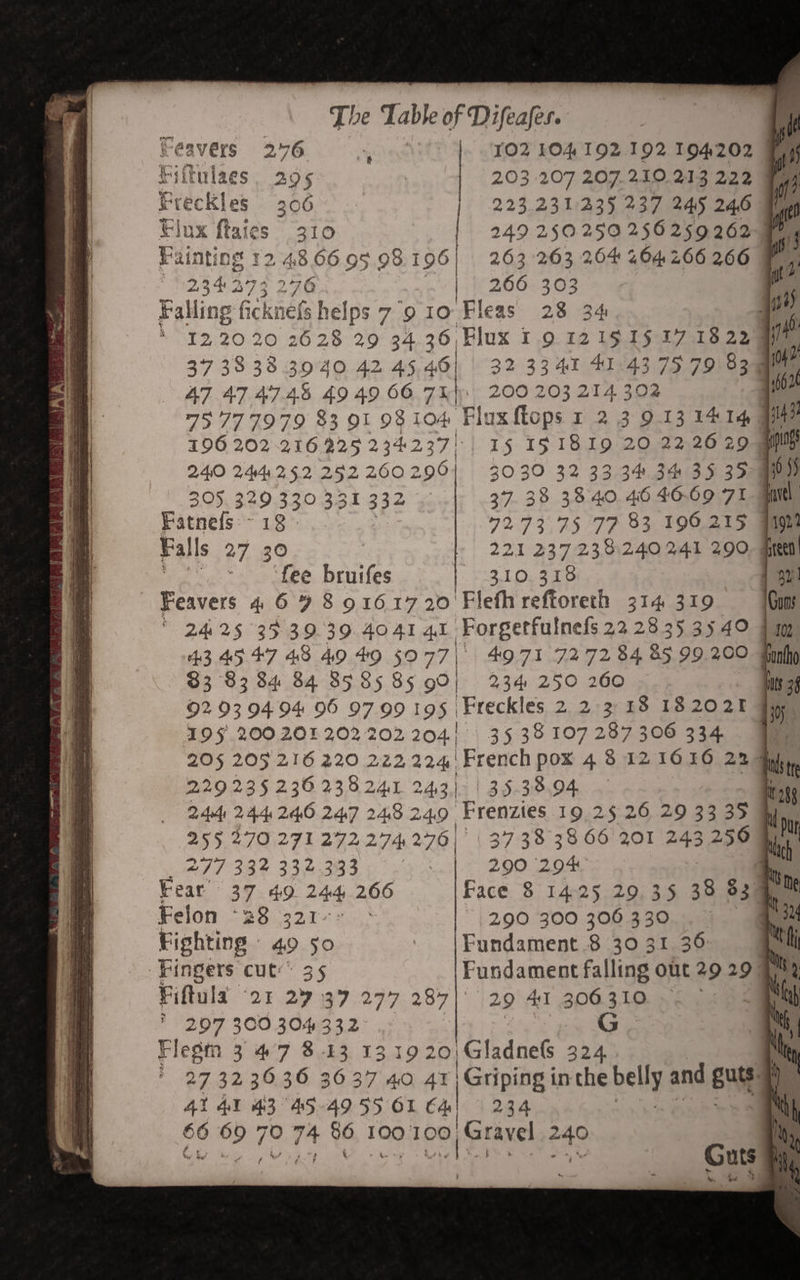 The Table of Diſeaſes.
Feavers 276
Fiſtulaes 295
Freckles 306
Flux ſtaies 310
Fainting 12 48 66 95 98 196
234 273 276
Falling ſickneſs helps 7 9 10
12 20 20 26 28 29 34 36
37 38 38 39 40 42 45 46
47 47 47 48 49 49 66 71
75 77 79 79 83 91 98 104
196 202 216 225 234 237
240 244 252 252 260 296
305 329 330 331 332
Fatneſs 18
Falls 27 30
ſee bruiſes
Feavers 4 6 7 8 9 16 17 20
24 25 35 39 39 40 41 41
43 45 47 48 49 49 50 77
83 83 84 84 85 85 85 90
92 93 94 94 96 97 99 195
195 200 201 202 202 204
205 205 216 220 222 224
229 235 236 238 241 243
244 244 246 247 248 249
255 270 271 272 274 276
277 332 332 333
Fear 37 49 244 266
Felon 28 321
Fighting 49 50
Fingers cut 35
Fiſtula 21 27 37 277 287
297 300 304 332
Flegm 3 4 7 8 13 13 19 20
27 32 36 36 36 37 40 41
41 41 43 45 49 55 61 64
66 69 70 74 86 100 100
102 104 192 192 194 202
203 207 207 210 213 222
223 231 235 237 245 246
249 250 250 256 259 262
263 263 264 264 266 266
266 303
Fleas 28 34
Flux 1 9 12 15 15 17 18 22
32 33 41 41 43 75 79 83
200 203 214 302
Flux ſtops 1 2 3 9 13 14 14
15 15 18 19 20 22 26 29
30 30 32 33 34 34 35 35
37 38 38 40 46 46 69 71
72 73 75 77 83 196 215
221 237 238 240 241 290
310 318
Fleſh reſtoreth 314 319
Forgetfulneſs 22 28 35 35 40
49 71 72 72 84 85 99 200
234 250 260
Freckles 2 2 3 18 18 20 21
35 38 107 287 306 334
French pox 4 8 12 16 16 22
35 38 94
Frenzies 19 25 26 29 33 35
37 38 38 66 201 243 256
290 294
Face 8 14 25 29 35 38 83
290 300 306 330
Fundament 8 30 31 36
Fundament falling out 29 29
29 41 306 310
G
Gladneſs 324
Griping in the belly and guts
234
Gravel 240
Guts